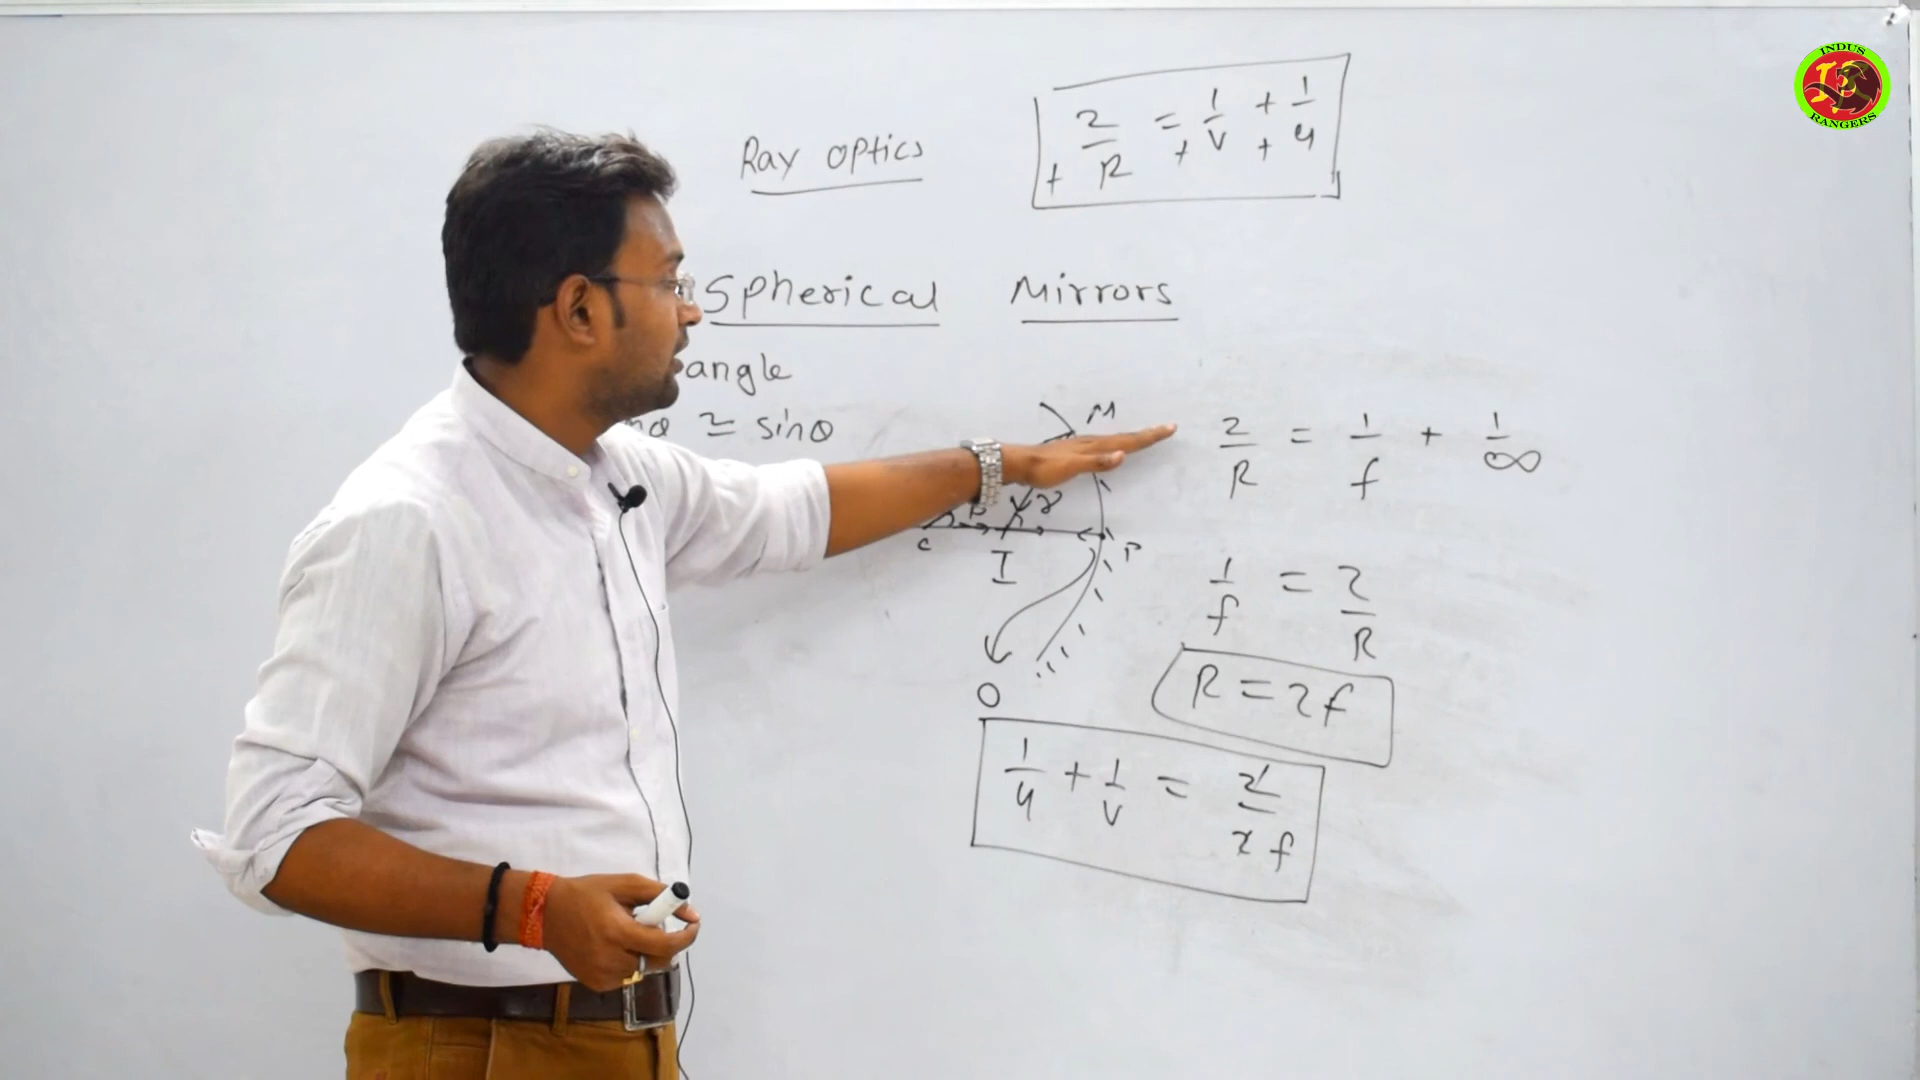 INDUS
IR
RANGERS
Ray optics
+ 2/R = + 1/v + + 1/u
Spherical Mirrors
angle
≃ sinθ
M
2/R = 1/f + 1/∞
γ
c
I
P
1/f = 2/R
R = 2f
O
1/u + 1/v = 2/2f